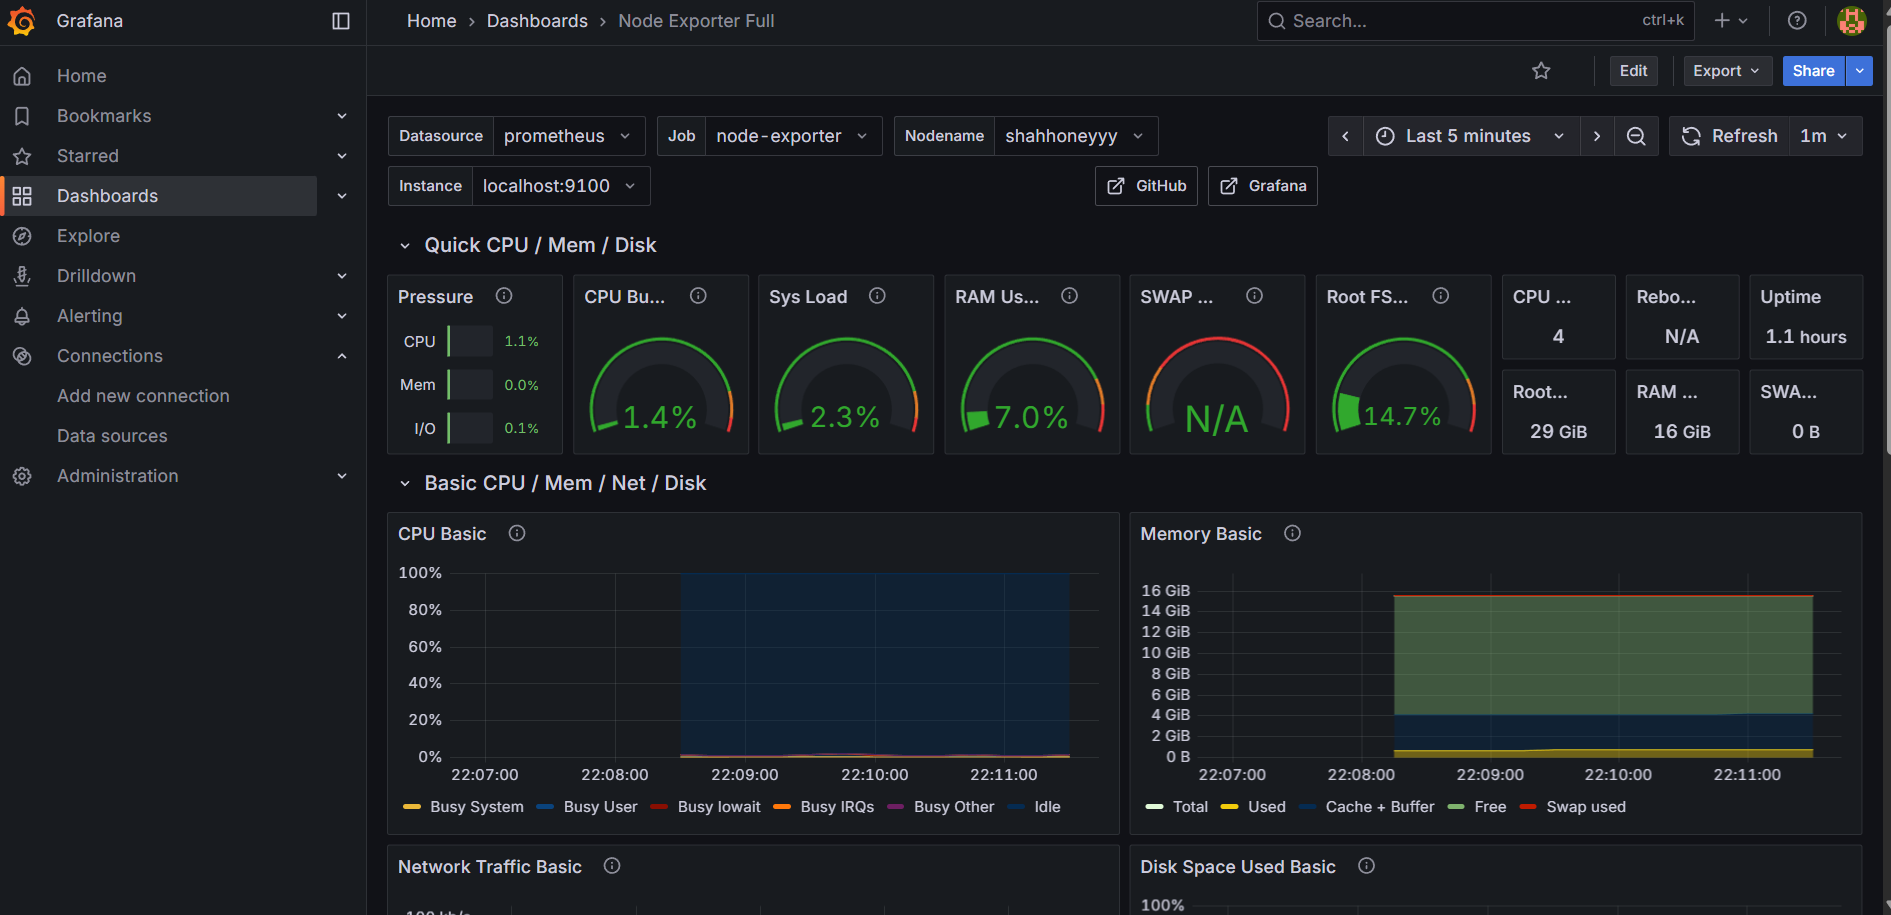 Grafana
Home › Dashboards › Node Exporter Full
Search... ctrl+k
Home
Bookmarks
Starred
Dashboards
Explore
Drilldown
Alerting
Connections
Add new connection
Data sources
Administration
Edit Export Share
Datasource prometheus Job node-exporter Nodename shahhoneyyy
Last 5 minutes Refresh 1m
Instance localhost:9100 GitHub Grafana
Quick CPU / Mem / Disk
Pressure
CPU 1.1%
Mem 0.0%
I/O 0.1%
CPU Bu...
1.4%
Sys Load
2.3%
RAM Us...
7.0%
SWAP ...
N/A
Root FS...
14.7%
CPU ...
4
Rebo...
N/A
Uptime
1.1 hours
Root...
29 GiB
RAM ...
16 GiB
SWA...
0 B
Basic CPU / Mem / Net / Disk
CPU Basic
100%
80%
60%
40%
20%
0%
22:07:00 22:08:00 22:09:00 22:10:00 22:11:00
Busy System Busy User Busy Iowait Busy IRQs Busy Other Idle
Memory Basic
16 GiB
14 GiB
12 GiB
10 GiB
8 GiB
6 GiB
4 GiB
2 GiB
0 B
22:07:00 22:08:00 22:09:00 22:10:00 22:11:00
Total Used Cache + Buffer Free Swap used
Network Traffic Basic
Disk Space Used Basic
100%